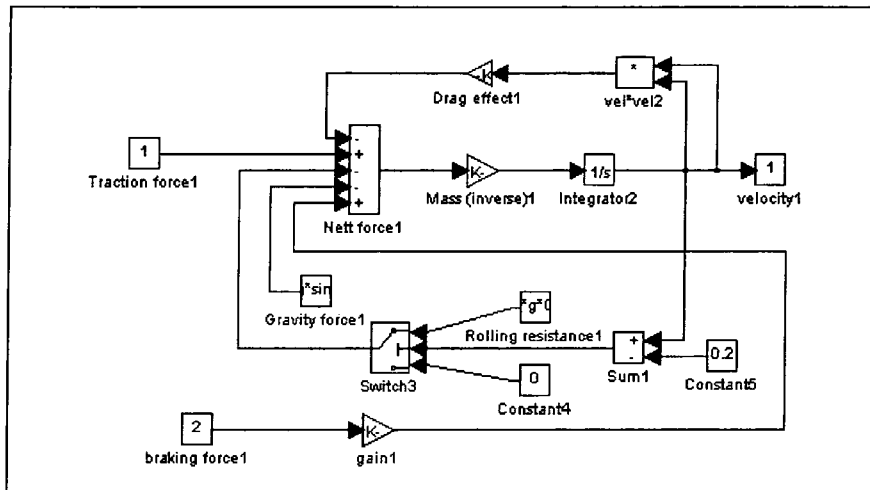 *
-K
Drag effect1
vel*vel2
1
Traction force1
-
+
-
-
+
Nett force1
K-
Mass (inverse)1
1/s
Integrator2
1
velocity1
*sin
Gravity force1
*g*0
Rolling resistance1
Switch3
0
Constant4
+
-
Sum1
0.2
Constant5
2
braking force1
K-
gain1